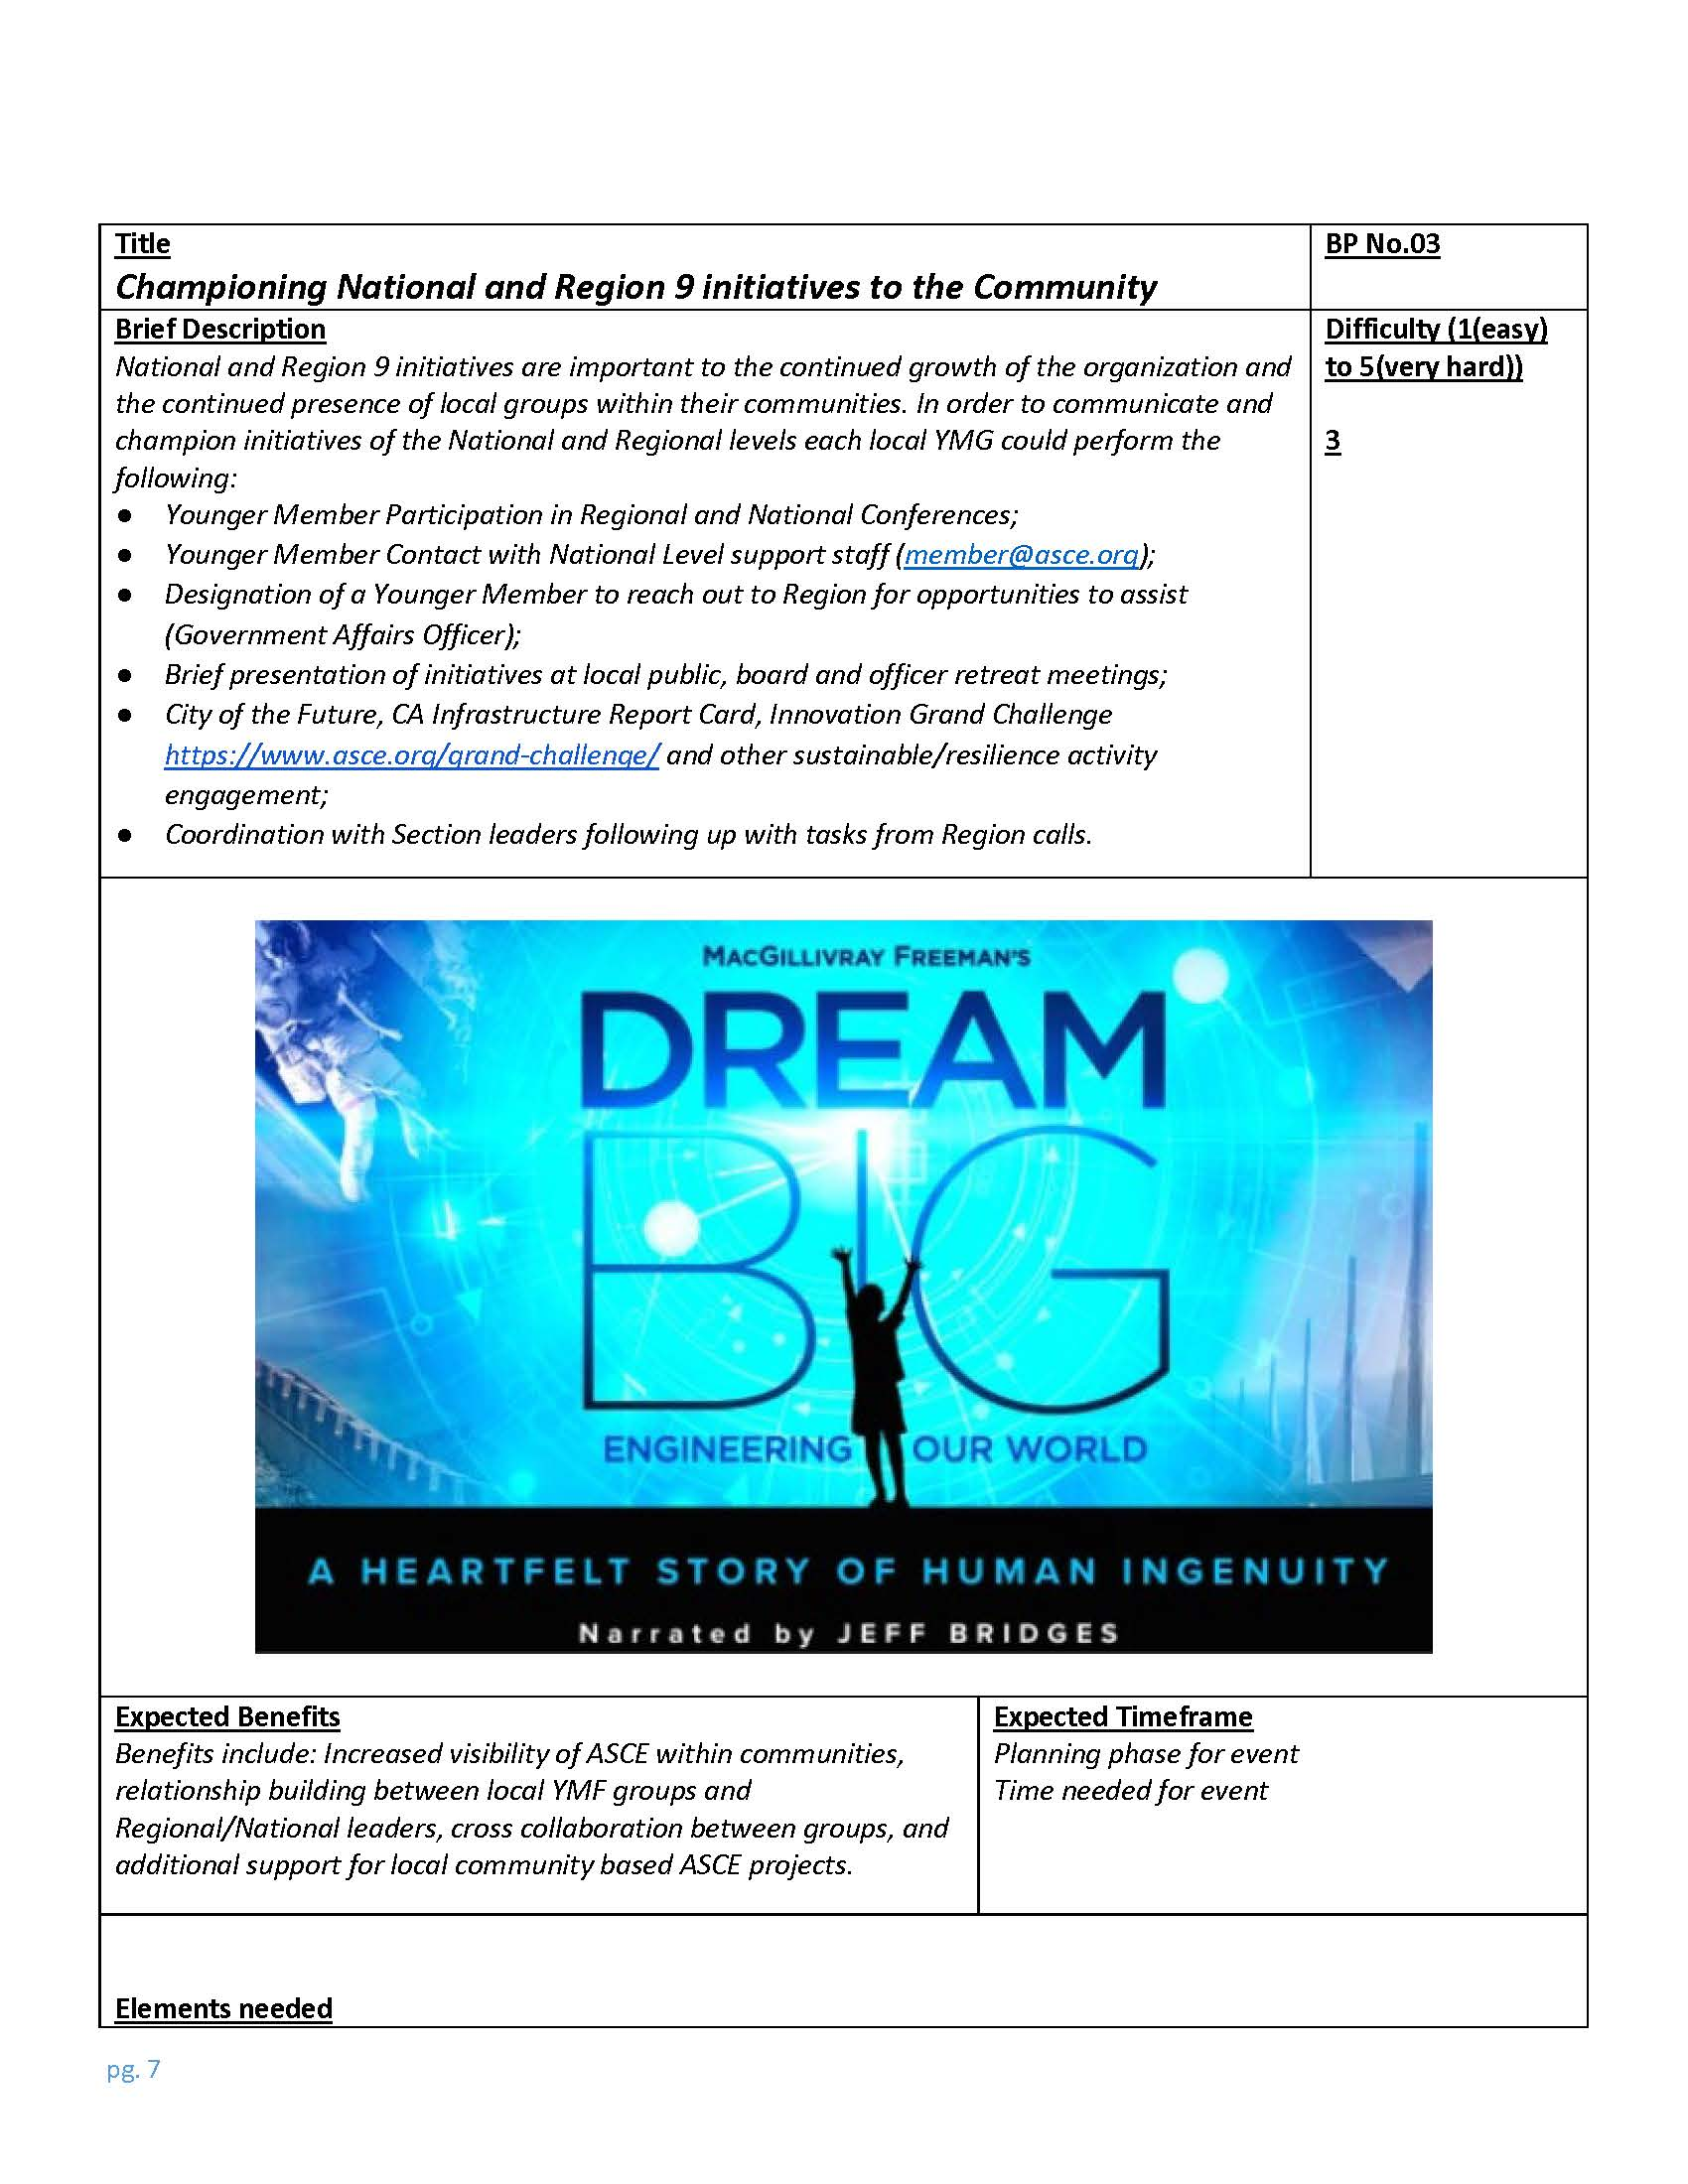 Title
BP No.03
Championing National and Region 9 initiatives to the Community
Brief Description
National and Region 9 initiatives are important to the continued growth of the organization and
the continued presence of local groups within their communities. In order to communicate and
champion initiatives of the National and Regional levels each local YMG could perform the
following:
● Younger Member Participation in Regional and National Conferences;
● Younger Member Contact with National Level support staff (member@asce.org);
● Designation of a Younger Member to reach out to Region for opportunities to assist
(Government Affairs Officer);
● Brief presentation of initiatives at local public, board and officer retreat meetings;
● City of the Future, CA Infrastructure Report Card, Innovation Grand Challenge
https://www.asce.org/grand-challenge/ and other sustainable/resilience activity
engagement;
● Coordination with Section leaders following up with tasks from Region calls.
Difficulty (1(easy)
to 5(very hard))
3
MACGILLIVRAY FREEMAN'S
DREAM
BIG
ENGINEERING OUR WORLD
A HEARTFELT STORY OF HUMAN INGENUITY
Narrated by JEFF BRIDGES
Expected Benefits
Benefits include: Increased visibility of ASCE within communities,
relationship building between local YMF groups and
Regional/National leaders, cross collaboration between groups, and
additional support for local community based ASCE projects.
Expected Timeframe
Planning phase for event
Time needed for event
Elements needed
pg. 7